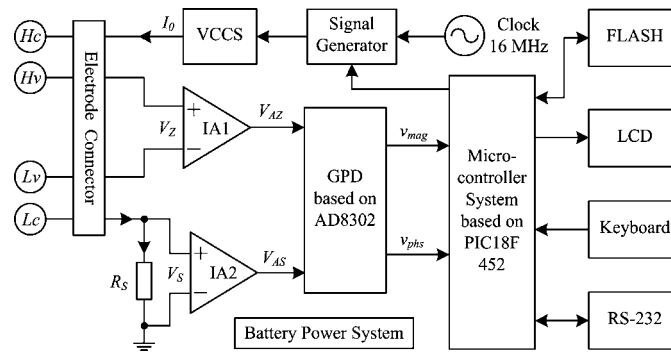 Hc
Hv
Lv
Lc
Electrode Connector
I0
VCCS
Signal
Generator
Clock
16 MHz
FLASH
LCD
Keyboard
RS-232
+
VZ
−
IA1
VAZ
GPD
based on
AD8302
vmag
vphs
Micro-
controller
System
based on
PIC18F
452
RS
VS
+
−
IA2
VAS
Battery Power System